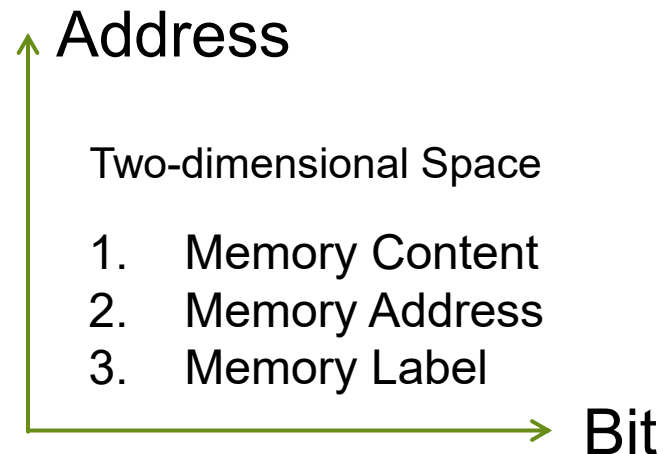 Address
Two-dimensional Space
1. Memory Content
2. Memory Address
3. Memory Label
Bit